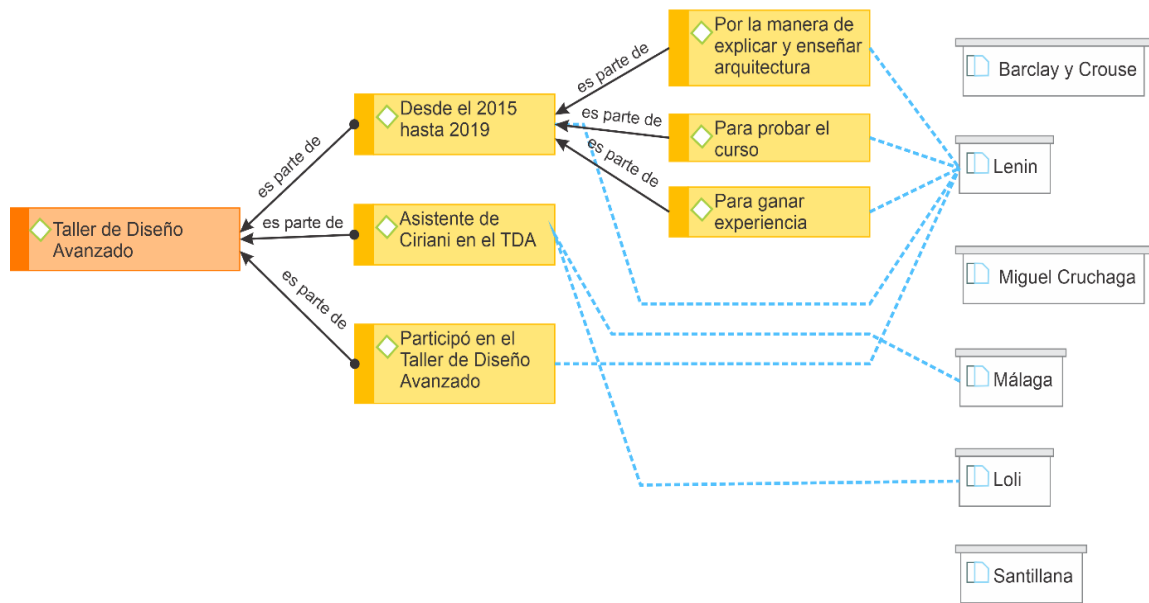 Por la manera de
explicar y enseñar
arquitectura
Barclay y Crouse
es parte de
Desde el 2015
hasta 2019
es parte de
Para probar el
curso
es parte de
Lenin
es parte de
Para ganar
experiencia
Taller de Diseño
Avanzado
es parte de
Asistente de
Ciriani en el TDA
Miguel Cruchaga
es parte de
Participó en el
Taller de Diseño
Avanzado
Málaga
Loli
Santillana